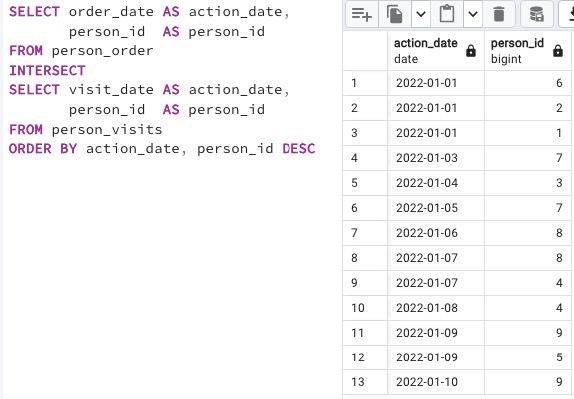 SELECT order_date AS action_date,
person_id AS person_id
FROM person_order
INTERSECT
SELECT visit_date AS action_date,
person_id AS person_id
FROM person_visits
ORDER BY action_date, person_id DESC
action_date person_id
date bigint
1 2022-01-01 6
2 2022-01-01 2
3 2022-01-01 1
4 2022-01-03 7
5 2022-01-04 3
6 2022-01-05 7
7 2022-01-06 8
8 2022-01-07 8
9 2022-01-07 4
10 2022-01-08 4
11 2022-01-09 9
12 2022-01-09 5
13 2022-01-10 9